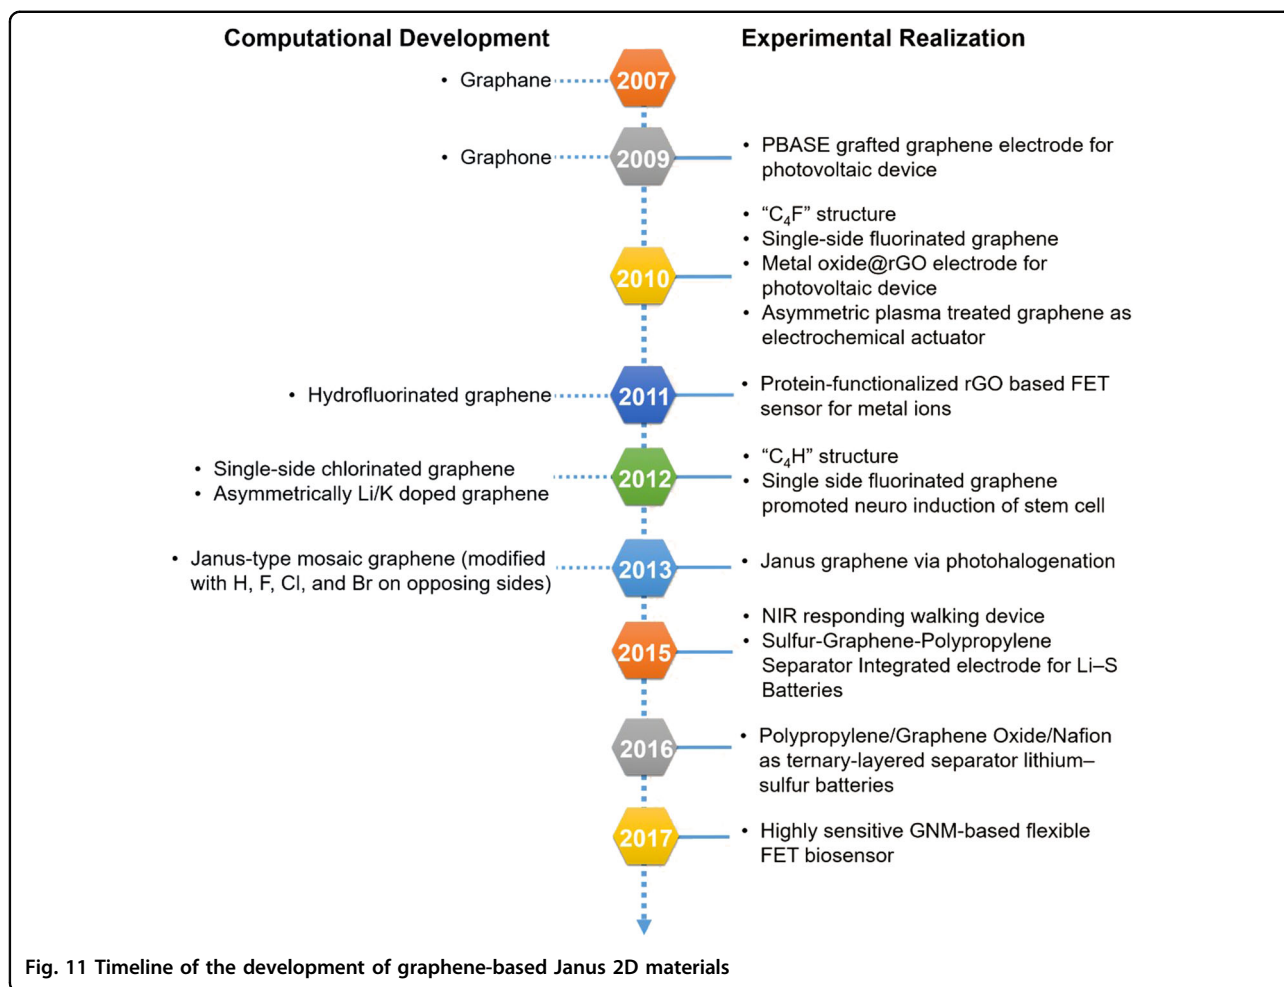 Computational Development
Experimental Realization
• Graphane
2007
• Graphone
2009
• PBASE grafted graphene electrode for
photovoltaic device
2010
• “C₄F” structure
• Single-side fluorinated graphene
• Metal oxide@rGO electrode for
photovoltaic device
• Asymmetric plasma treated graphene as
electrochemical actuator
• Hydrofluorinated graphene
2011
• Protein-functionalized rGO based FET
sensor for metal ions
• Single-side chlorinated graphene
• Asymmetrically Li/K doped graphene
2012
• “C₄H” structure
• Single side fluorinated graphene
promoted neuro induction of stem cell
• Janus-type mosaic graphene (modified
with H, F, Cl, and Br on opposing sides)
2013
• Janus graphene via photohalogenation
2015
• NIR responding walking device
• Sulfur-Graphene-Polypropylene
Separator Integrated electrode for Li–S
Batteries
2016
• Polypropylene/Graphene Oxide/Nafion
as ternary-layered separator lithium–
sulfur batteries
2017
• Highly sensitive GNM-based flexible
FET biosensor
Fig. 11 Timeline of the development of graphene-based Janus 2D materials